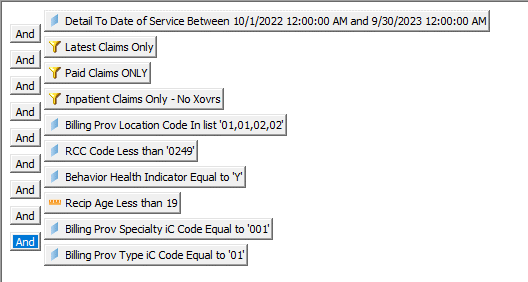 Detail To Date of Service Between 10/1/2022 12:00:00 AM and 9/30/2023 12:00:00 AM
And
Latest Claims Only
And
Paid Claims ONLY
And
Inpatient Claims Only - No Xovrs
And
Billing Prov Location Code In list '01,01,02,02'
And
RCC Code Less than '0249'
And
Behavior Health Indicator Equal to 'Y'
And
Recip Age Less than 19
And
Billing Prov Specialty iC Code Equal to '001'
And
Billing Prov Type iC Code Equal to '01'